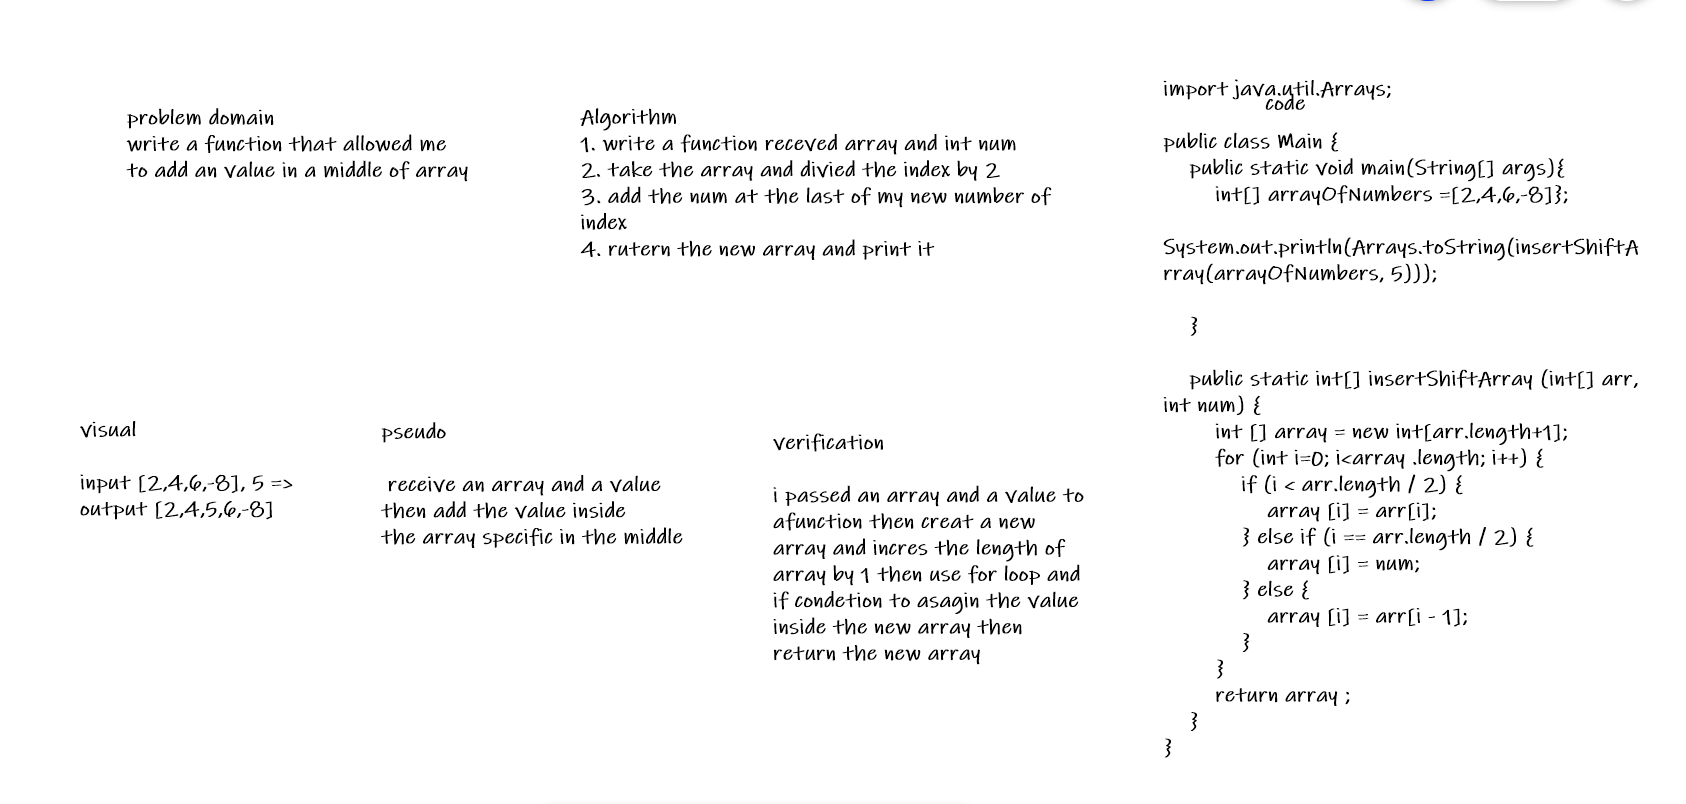 problem domain
write a function that allowed me
to add an value in a middle of array
Algorithm
1. write a function receved array and int num
2. take the array and divied the index by 2
3. add the num at the last of my new number of
index
4. rutern the new array and print it
visual
input [2,4,6,-8], 5 =>
output [2,4,5,6,-8]
pseudo
receive an array and a value
then add the value inside
the array specific in the middle
verification
i passed an array and a value to
afunction then creat a new
array and incres the length of
array by 1 then use for loop and
if condetion to asagin the value
inside the new array then
return the new array
import java.util.Arrays;
code
public class Main {
public static void main(String[] args){
int[] arrayOfNumbers =[2,4,6,-8]};
System.out.println(Arrays.toString(insertShiftA
rray(arrayOfNumbers, 5)));
}
public static int[] insertShiftArray (int[] arr,
int num) {
int [] array = new int[arr.length+1];
for (int i=0; i<array .length; i++) {
if (i < arr.length / 2) {
array [i] = arr[i];
} else if (i == arr.length / 2) {
array [i] = num;
} else {
array [i] = arr[i - 1];
}
}
return array ;
}
}